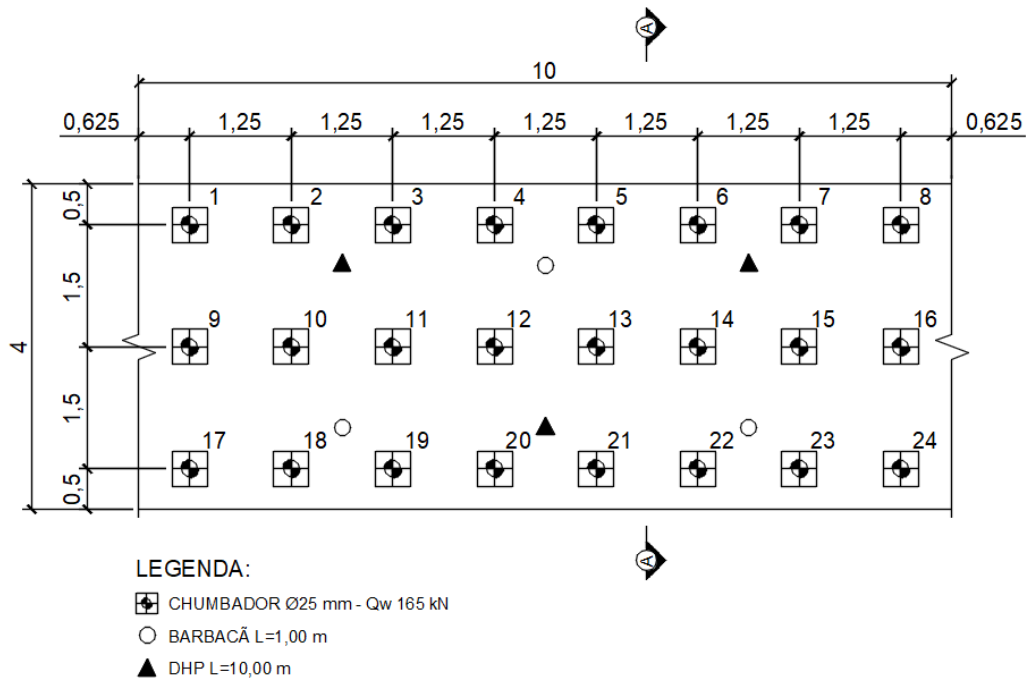 A
10
0,625 1,25 1,25 1,25 1,25 1,25 1,25 1,25 0,625
0,5 1 2 3 4 5 6 7 8
1,5
4 9 10 11 12 13 14 15 16
1,5
17 18 19 20 21 22 23 24
0,5
A
LEGENDA:
CHUMBADOR Ø25 mm - Qw 165 kN
BARBACÃ L=1,00 m
DHP L=10,00 m